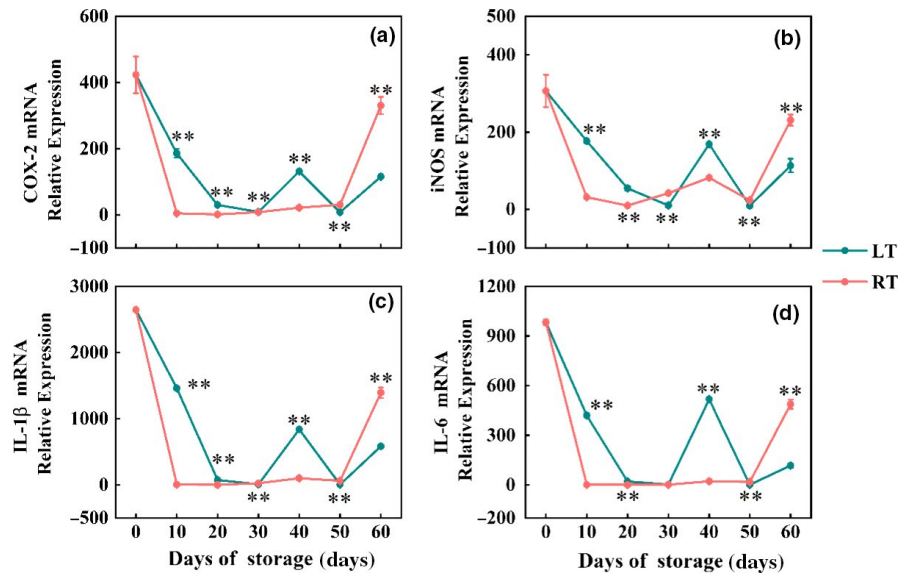 (a)
COX-2 mRNA
Relative Expression
600
400
200
0
−100
**
**
**
**
**
**
(b)
iNOS mRNA
Relative Expression
500
200
0
−100
**
**
**
**
**
**
LT
RT
(c)
IL-1β mRNA
Relative Expression
3000
2000
1000
0
−500
**
**
**
**
**
**
0 10 20 30 40 50 60
Days of storage (days)
(d)
IL-6 mRNA
Relative Expression
1200
900
600
300
0
−200
**
**
**
**
**
0 10 20 30 40 50 60
Days of storage (days)